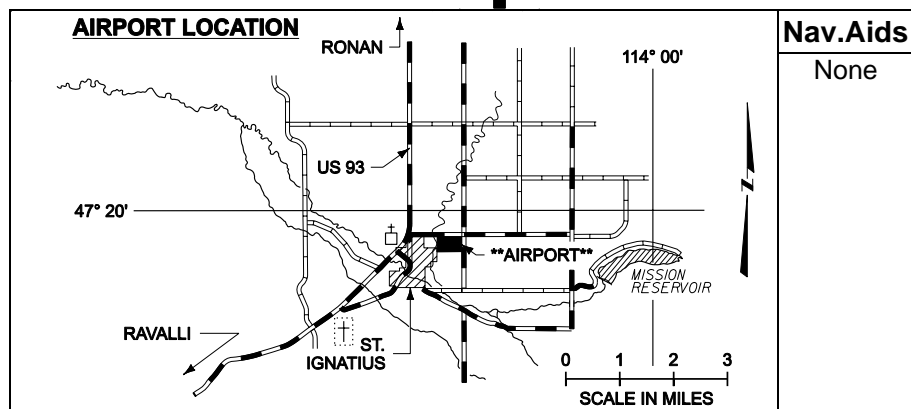 AIRPORT LOCATION
RONAN
114° 00'
Nav.Aids
None
US 93
N
47° 20'
**AIRPORT**
MISSION
RESERVOIR
RAVALLI
ST.
IGNATIUS
0 1 2 3
SCALE IN MILES